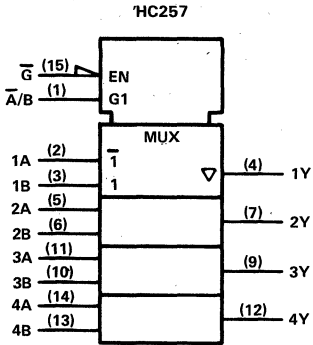 'HC257
G̅ (15) EN
A̅/B (1) G1
MUX
1A (2) 1̅ (4) 1Y
1B (3) 1 ▽
2A (5) (7) 2Y
2B (6)
3A (11) (9) 3Y
3B (10)
4A (14) (12) 4Y
4B (13)